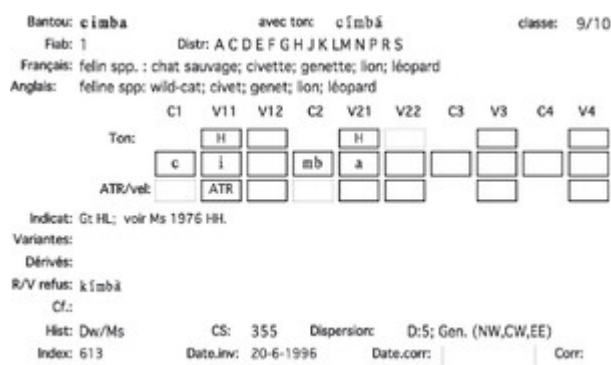 Bantou: cimba avec ton: címbá classe: 9/10
Fiab: 1 Distr: A C D E F G H J K L M N P R S
Français: felin spp. : chat sauvage; civette; genette; lion; léopard
Anglais: feline spp: wild-cat; civet; genet; lion; léopard
C1 V11 V12 C2 V21 V22 C3 V3 C4 V4
Ton: H H
c i mb a
ATR/vel: ATR
Indicat: Gt HL; voir Ms 1976 HH.
Variantes:
Dérivés:
R/V refus: kímbá
Cf.:
Hist: Dw/Ms CS: 355 Dispersion: D:5; Gen. (NW,CW,EE)
Index: 613 Date.inv: 20-6-1996 Date.corr: Corr: